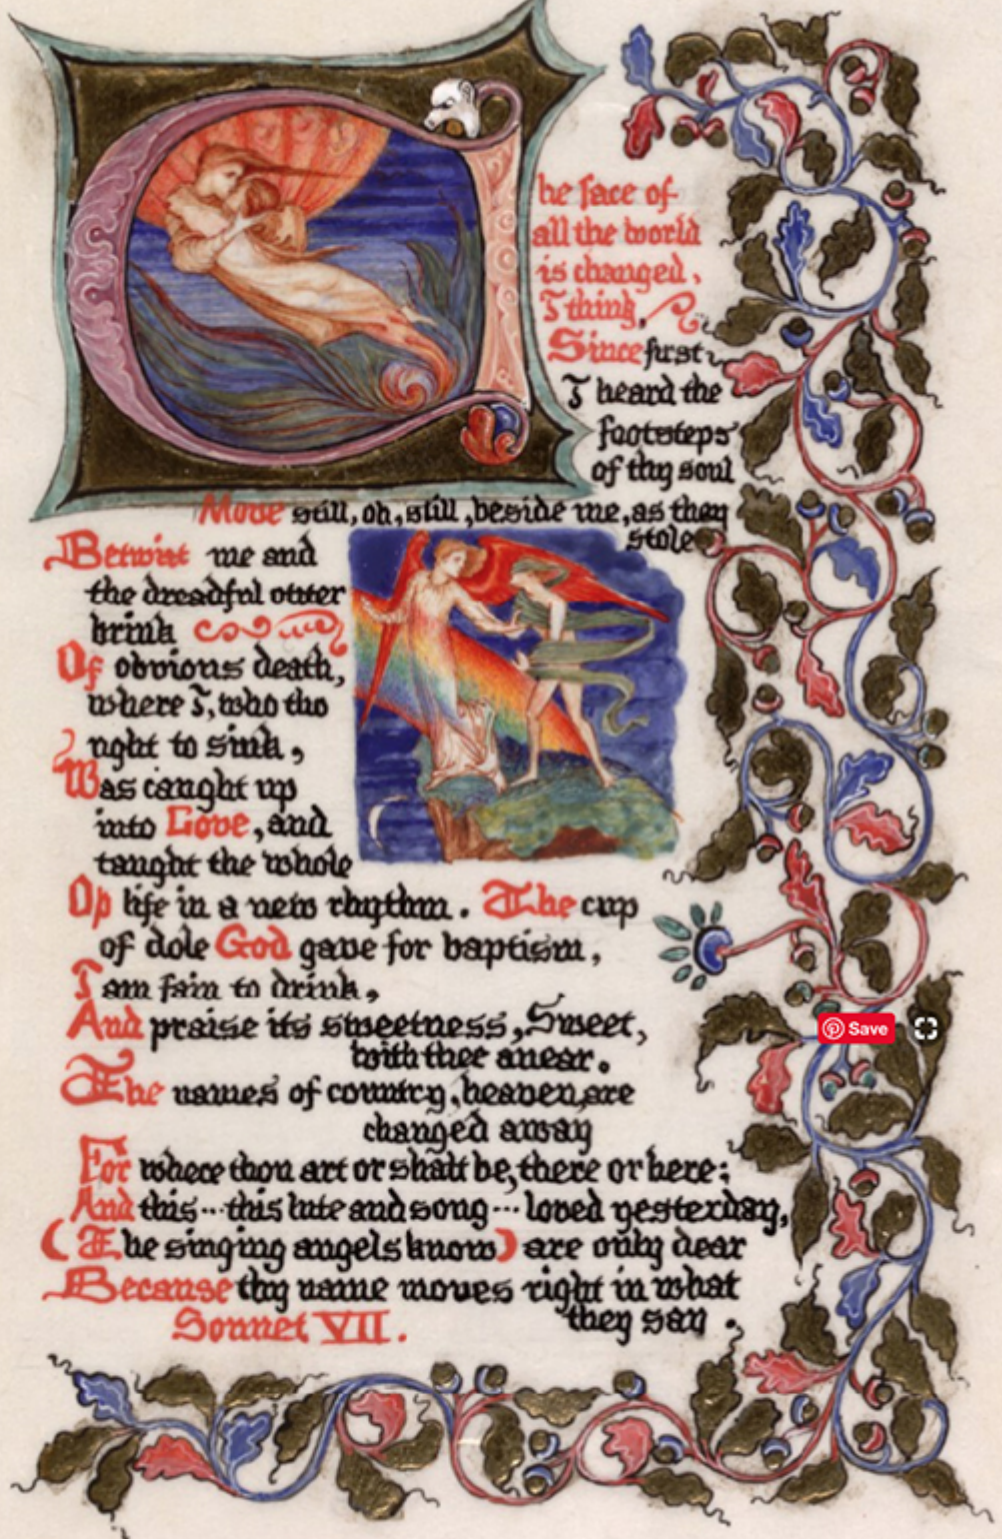 The face of
all the world
is changed,
I think,
Since first
I heard the
footsteps
of thy soul
Move still, oh, still, beside me, as they
stole
Betwixt me and
the dreadful outer
brink
Of obvious death,
where I, who tho
ught to sink,
Was caught up
into Love, and
taught the whole
Of life in a new rhythm. The cup
of dole God gave for baptism,
I am fain to drink,
And praise its sweetness, Sweet,
with thee anear.
The names of country, heaven, are
changed away
For where thou art or shalt be, there or here;
And this... this lute and song... loved yesterday,
(The singing angels know) are only dear
Because thy name moves right in what
they say.
Sonnet VII.
Save